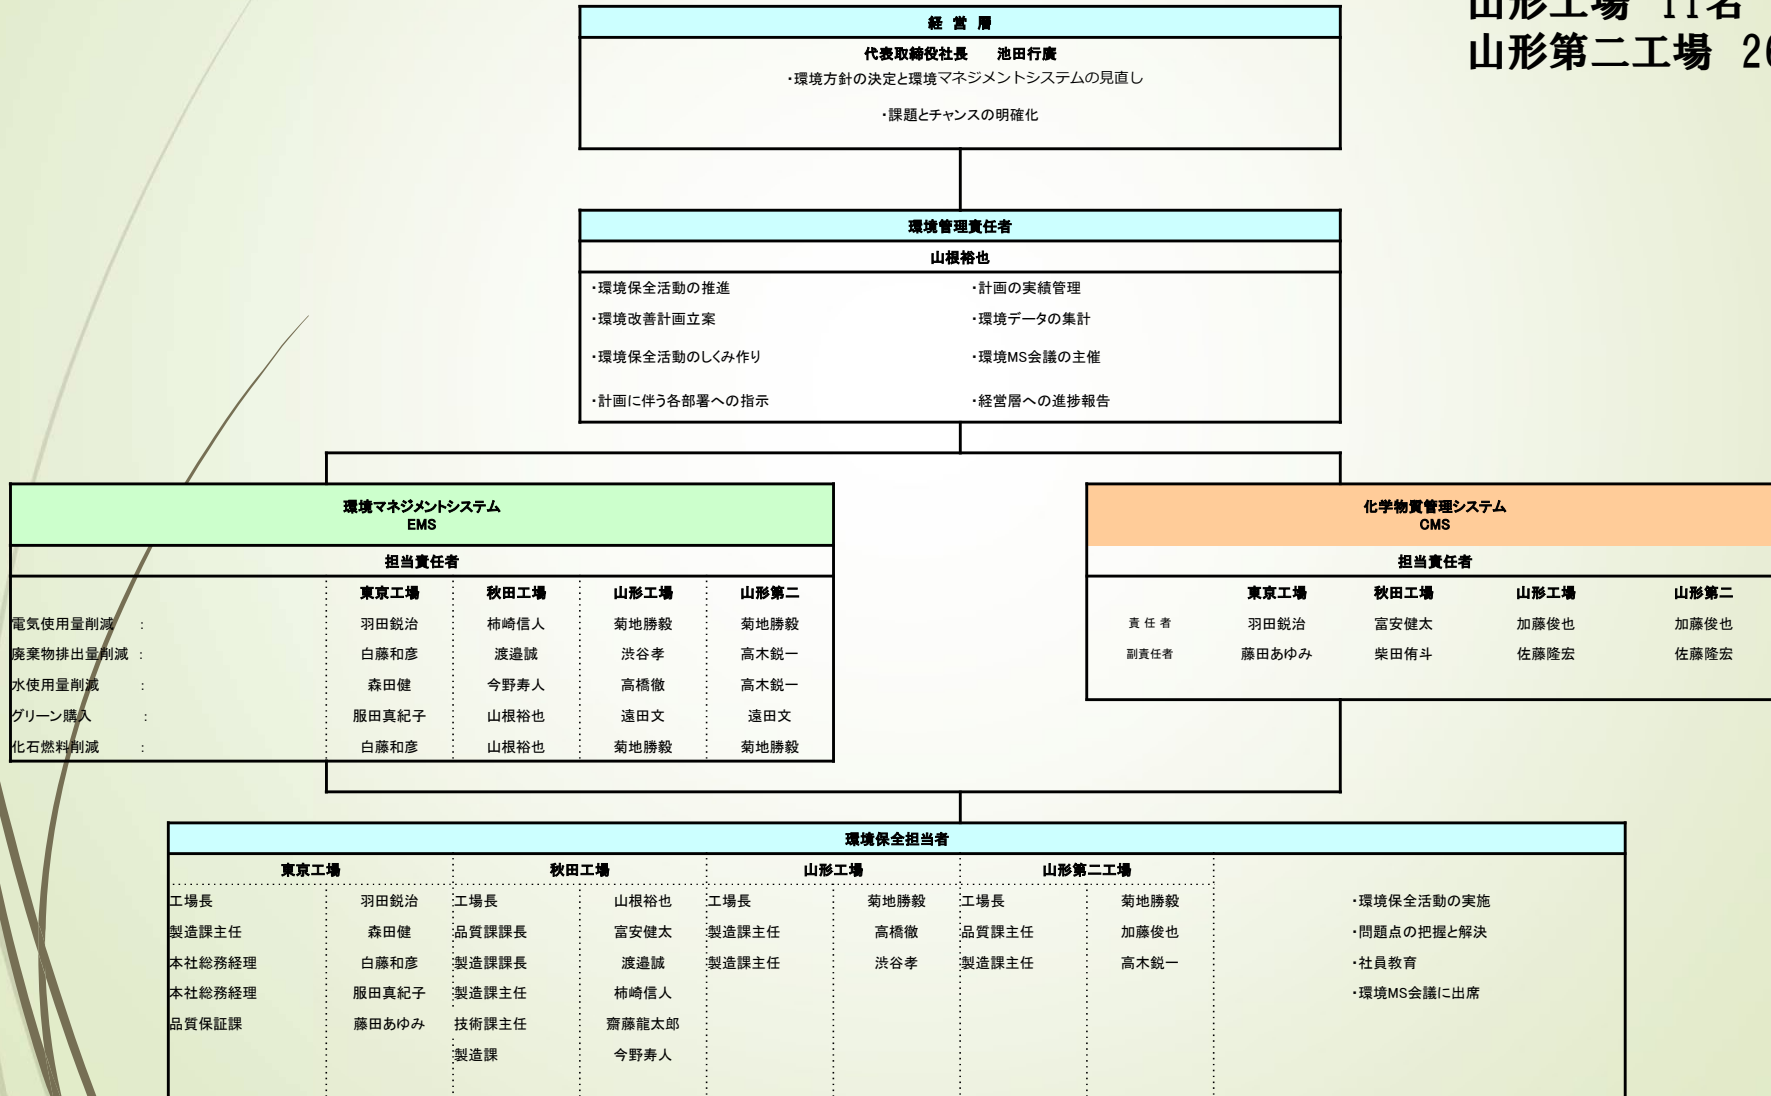 山形工場 11名
山形第二工場 26
経 営 層
代表取締役社長 池田行廣
・環境方針の決定と環境マネジメントシステムの見直し
・課題とチャンスの明確化
環境管理責任者
山根裕也
・環境保全活動の推進 ・計画の実績管理
・環境改善計画立案 ・環境データの集計
・環境保全活動のしくみ作り ・環境MS会議の主催
・計画に伴う各部署への指示 ・経営層への進捗報告
環境マネジメントシステム
EMS
担当責任者
東京工場 秋田工場 山形工場 山形第二
電気使用量削減 : 羽田鋭治 柿崎信人 菊地勝毅 菊地勝毅
廃棄物排出量削減 : 白藤和彦 渡邉誠 渋谷孝 高木鋭一
水使用量削減 : 森田健 今野寿人 高橋徹 高木鋭一
グリーン購入 : 服田真紀子 山根裕也 遠田文 遠田文
化石燃料削減 : 白藤和彦 山根裕也 菊地勝毅 菊地勝毅
化学物質管理システム
CMS
担当責任者
東京工場 秋田工場 山形工場 山形第二
責 任 者 羽田鋭治 富安健太 加藤俊也 加藤俊也
副責任者 藤田あゆみ 柴田侑斗 佐藤隆宏 佐藤隆宏
環境保全担当者
東京工場 秋田工場 山形工場 山形第二工場
工場長 羽田鋭治 工場長 山根裕也 工場長 菊地勝毅 工場長 菊地勝毅 ・環境保全活動の実施
製造課主任 森田健 品質課課長 富安健太 製造課主任 高橋徹 品質課主任 加藤俊也 ・問題点の把握と解決
本社総務経理 白藤和彦 製造課課長 渡邉誠 製造課主任 渋谷孝 製造課主任 高木鋭一 ・社員教育
本社総務経理 服田真紀子 製造課主任 柿崎信人 ・環境MS会議に出席
品質保証課 藤田あゆみ 技術課主任 齋藤龍太郎
製造課 今野寿人